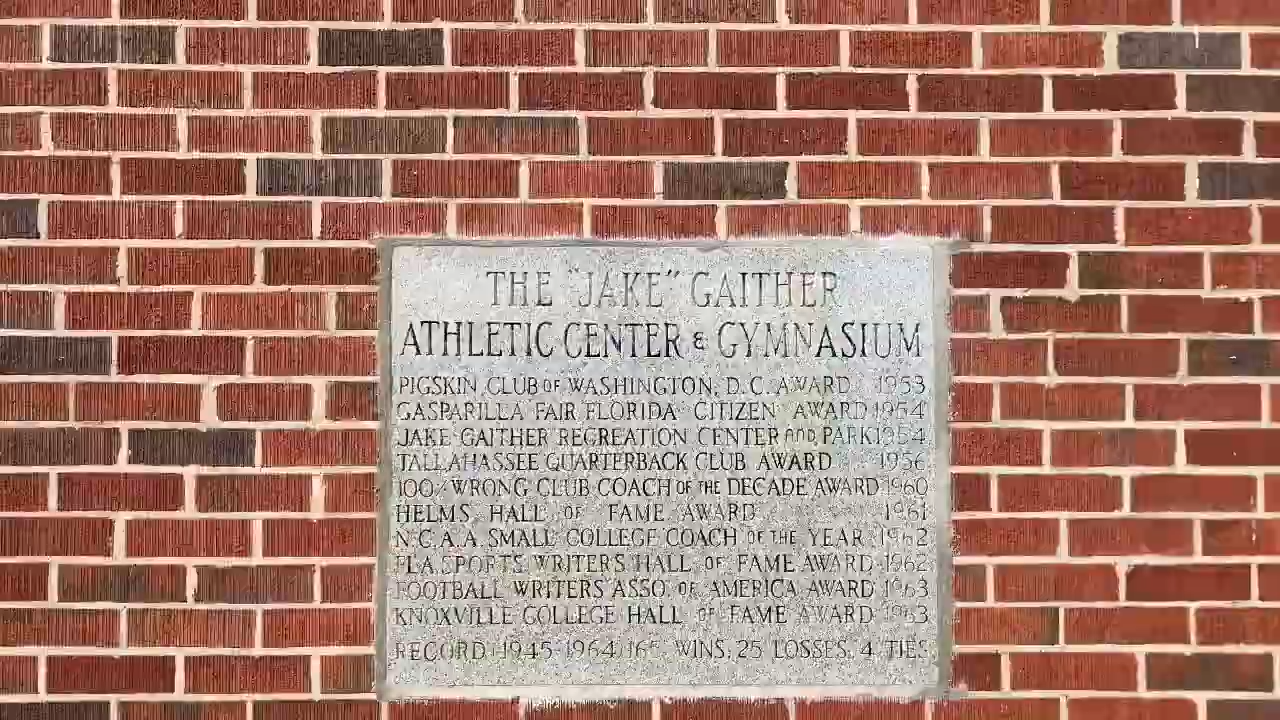 THE "JAKE" GAITHER
ATHLETIC CENTER & GYMNASIUM
PIGSKIN CLUB OF WASHINGTON, D.C. AWARD 1953
GASPARILLA FAIR FLORIDA CITIZEN AWARD 1954
JAKE GAITHER RECREATION CENTER AND PARK 1954
TALLAHASSEE QUARTERBACK CLUB AWARD 1956
100% WRONG CLUB COACH OF THE DECADE AWARD 1960
HELMS HALL OF FAME AWARD 1961
N.C.A.A. SMALL COLLEGE COACH OF THE YEAR 1962
FLA. SPORTS WRITERS HALL OF FAME AWARD 1962
FOOTBALL WRITERS ASSO. OF AMERICA AWARD 1963
KNOXVILLE COLLEGE HALL OF FAME AWARD 1963
RECORD 1945-1964 WINS, 25 LOSSES, 4 TIES